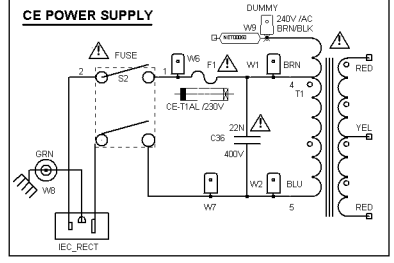 CE POWER SUPPLY
DUMMY
240V /AC
BRN/BLK
W9
FUSE
2
S2
1
W6
F1
W1
BRN
RED
4
T1
CE-T1AL /230V
22N
C36
400V
YEL
GRN
W8
W2
BLU
W7
5
RED
IEC_RECT